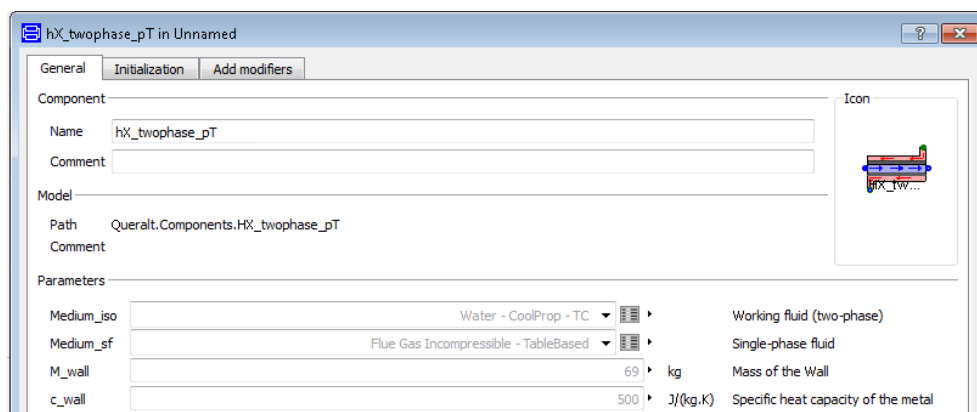 hX_twophase_pT in Unnamed
General Initialization Add modifiers
Component
Icon
Name hX_twophase_pT
Comment
HX_tw...
Model
Path Queralt.Components.HX_twophase_pT
Comment
Parameters
Medium_iso Water - CoolProp - TC Working fluid (two-phase)
Medium_sf Flue Gas Incompressible - TableBased Single-phase fluid
M_wall 69 kg Mass of the Wall
c_wall 500 J/(kg.K) Specific heat capacity of the metal